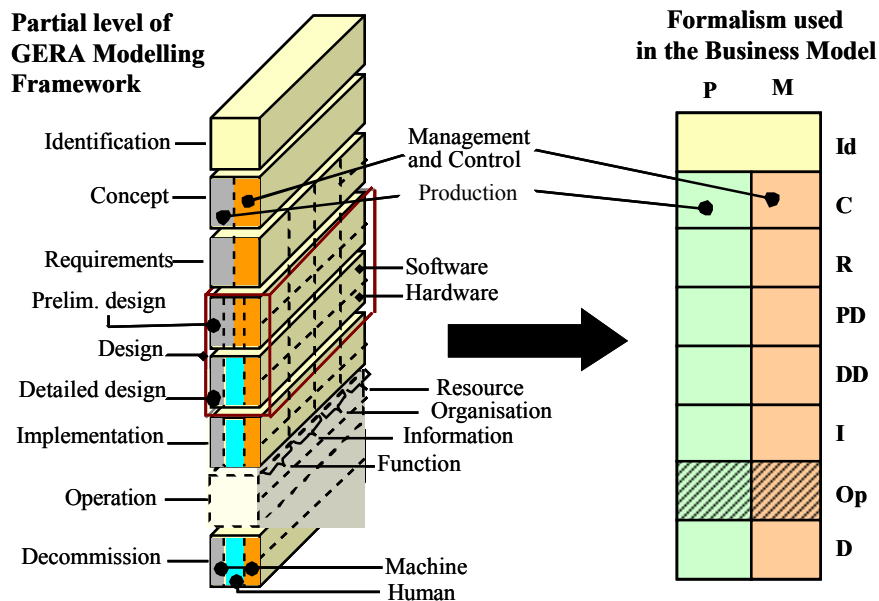 Partial level of
GERA Modelling
Framework
Formalism used
in the Business Model
P M
Identification
Concept
Requirements
Prelim. design
Design
Detailed design
Implementation
Operation
Decommission
Management
and Control
Production
Software
Hardware
Resource
Organisation
Information
Function
Machine
Human
Id
C
R
PD
DD
I
Op
D